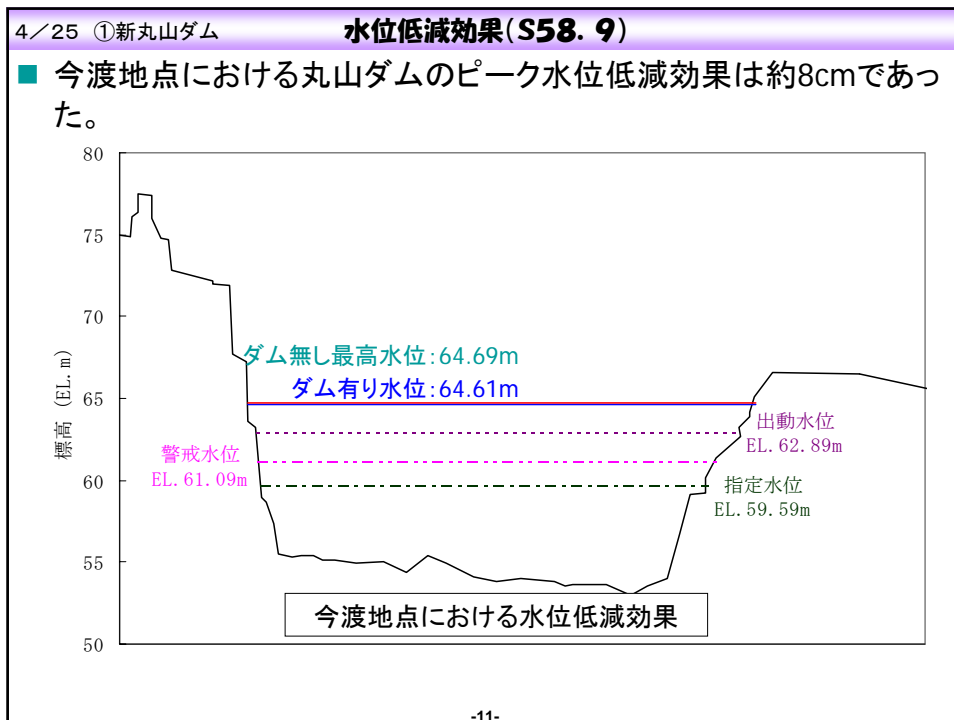 4／25 ①新丸山ダム
水位低減効果(S58.9)
■ 今渡地点における丸山ダムのピーク水位低減効果は約8cmであっ
た。
80
75
70
65
60
55
50
標高 (EL.m)
ダム無し最高水位:64.69m
ダム有り水位:64.61m
出動水位
EL.62.89m
警戒水位
EL.61.09m
指定水位
EL.59.59m
今渡地点における水位低減効果
-11-